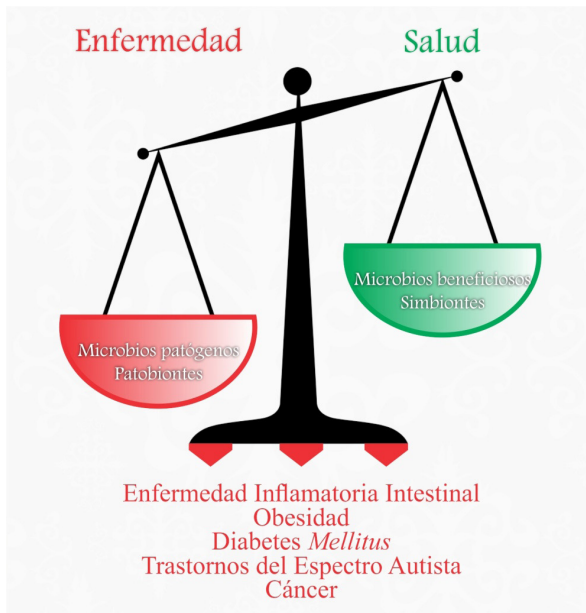 Enfermedad
Salud
Microbios beneficiosos
Simbiontes
Microbios patógenos
Patobiontes
Enfermedad Inflamatoria Intestinal
Obesidad
Diabetes Mellitus
Trastornos del Espectro Autista
Cáncer